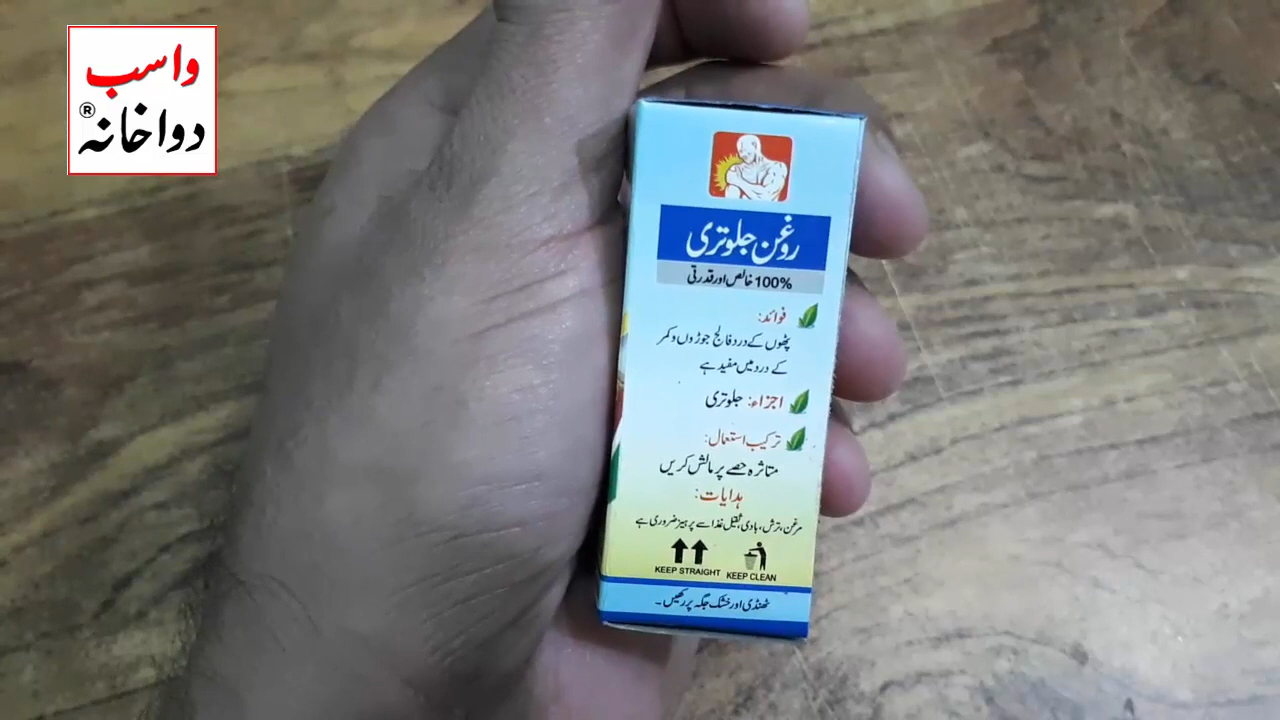 واسب
دواخانہ®
روغن جلوتری
100% خالص اور قدرتی
فوائد:
پٹھوں کے درد فالج جوڑوں و کمر
کے درد میں مفید ہے
اجزاء: جلوتری
ترکیب استعمال:
متاثرہ حصے پر مالش کریں
ہدایات:
مرغن، ترش، بادی، ثقیل غذا سے پرہیز ضروری ہے
KEEP STRAIGHT KEEP CLEAN
ٹھنڈی اور خشک جگہ پر رکھیں۔